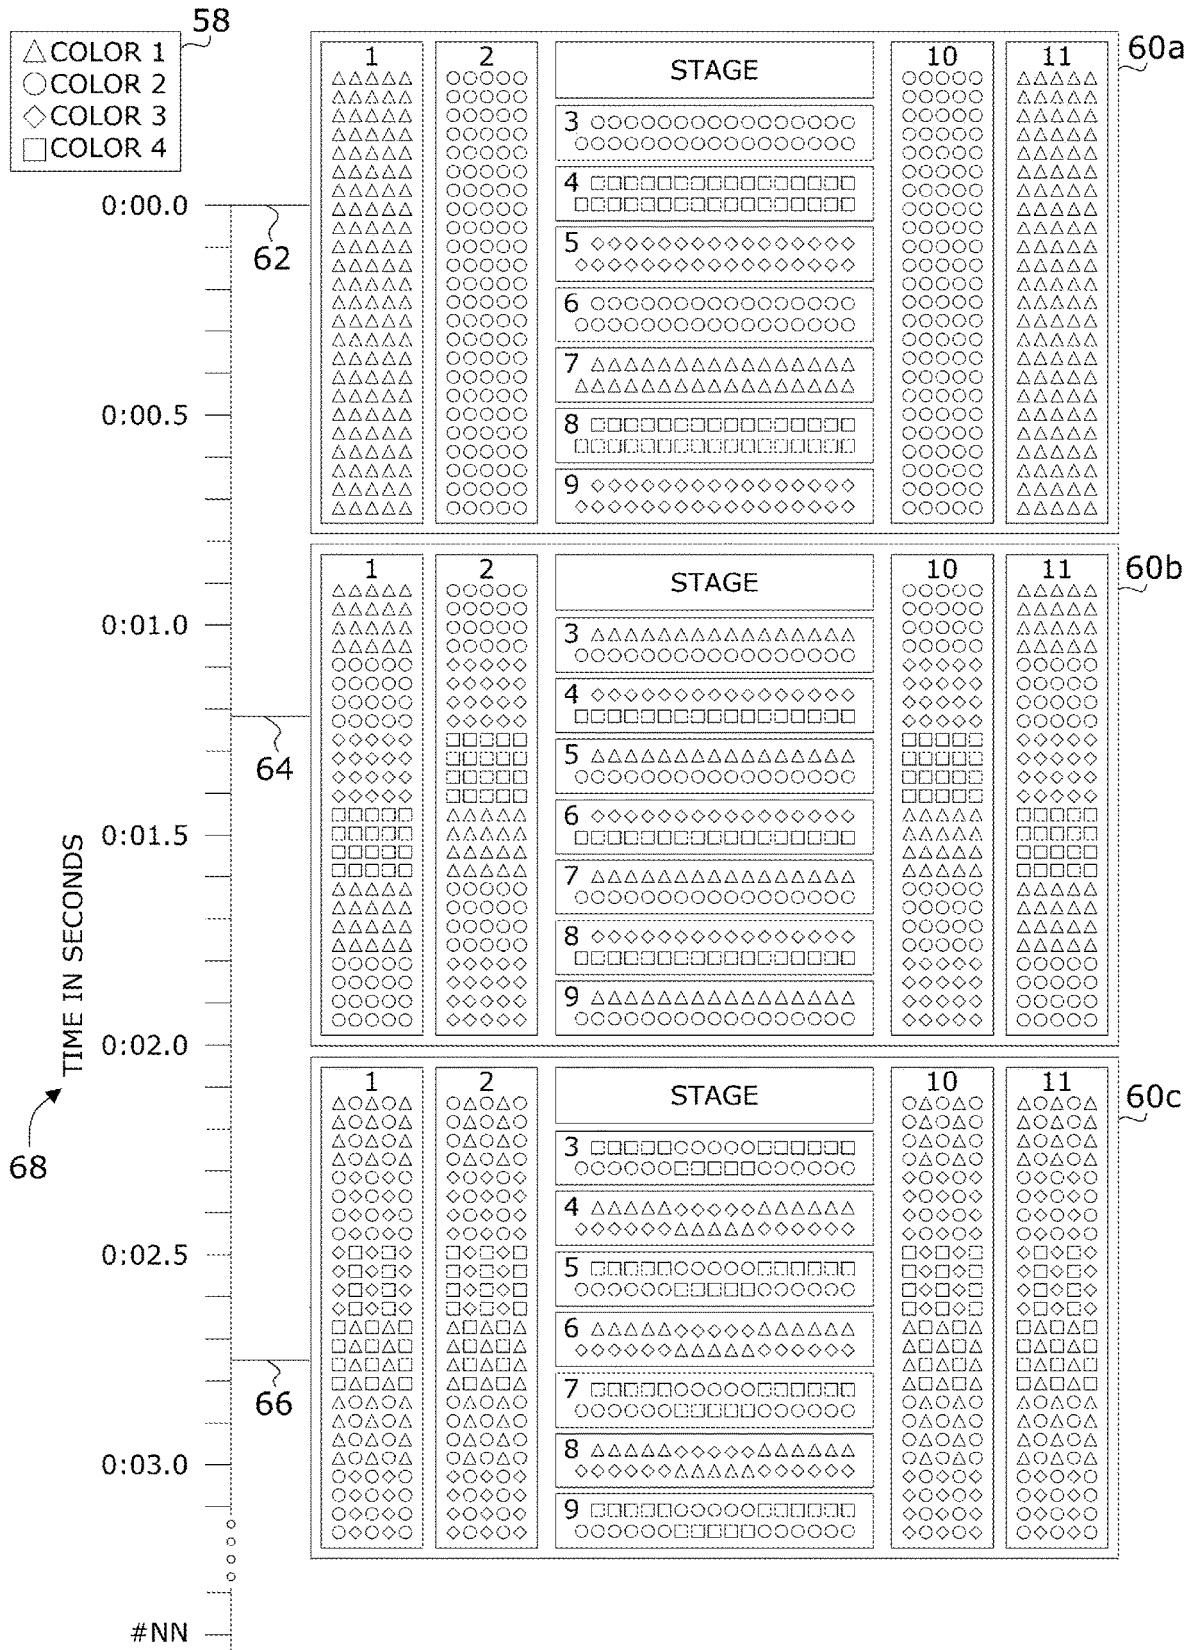 58
COLOR 1
COLOR 2
COLOR 3
COLOR 4
60a
1 2 STAGE 10 11
3
4
5
6
7
8
9
0:00.0
62
0:00.5
60b
1 2 STAGE 10 11
3
4
5
6
7
8
9
0:01.0
64
0:01.5
TIME IN SECONDS
0:02.0
68
60c
1 2 STAGE 10 11
3
4
5
6
7
8
9
0:02.5
66
0:03.0
#NN